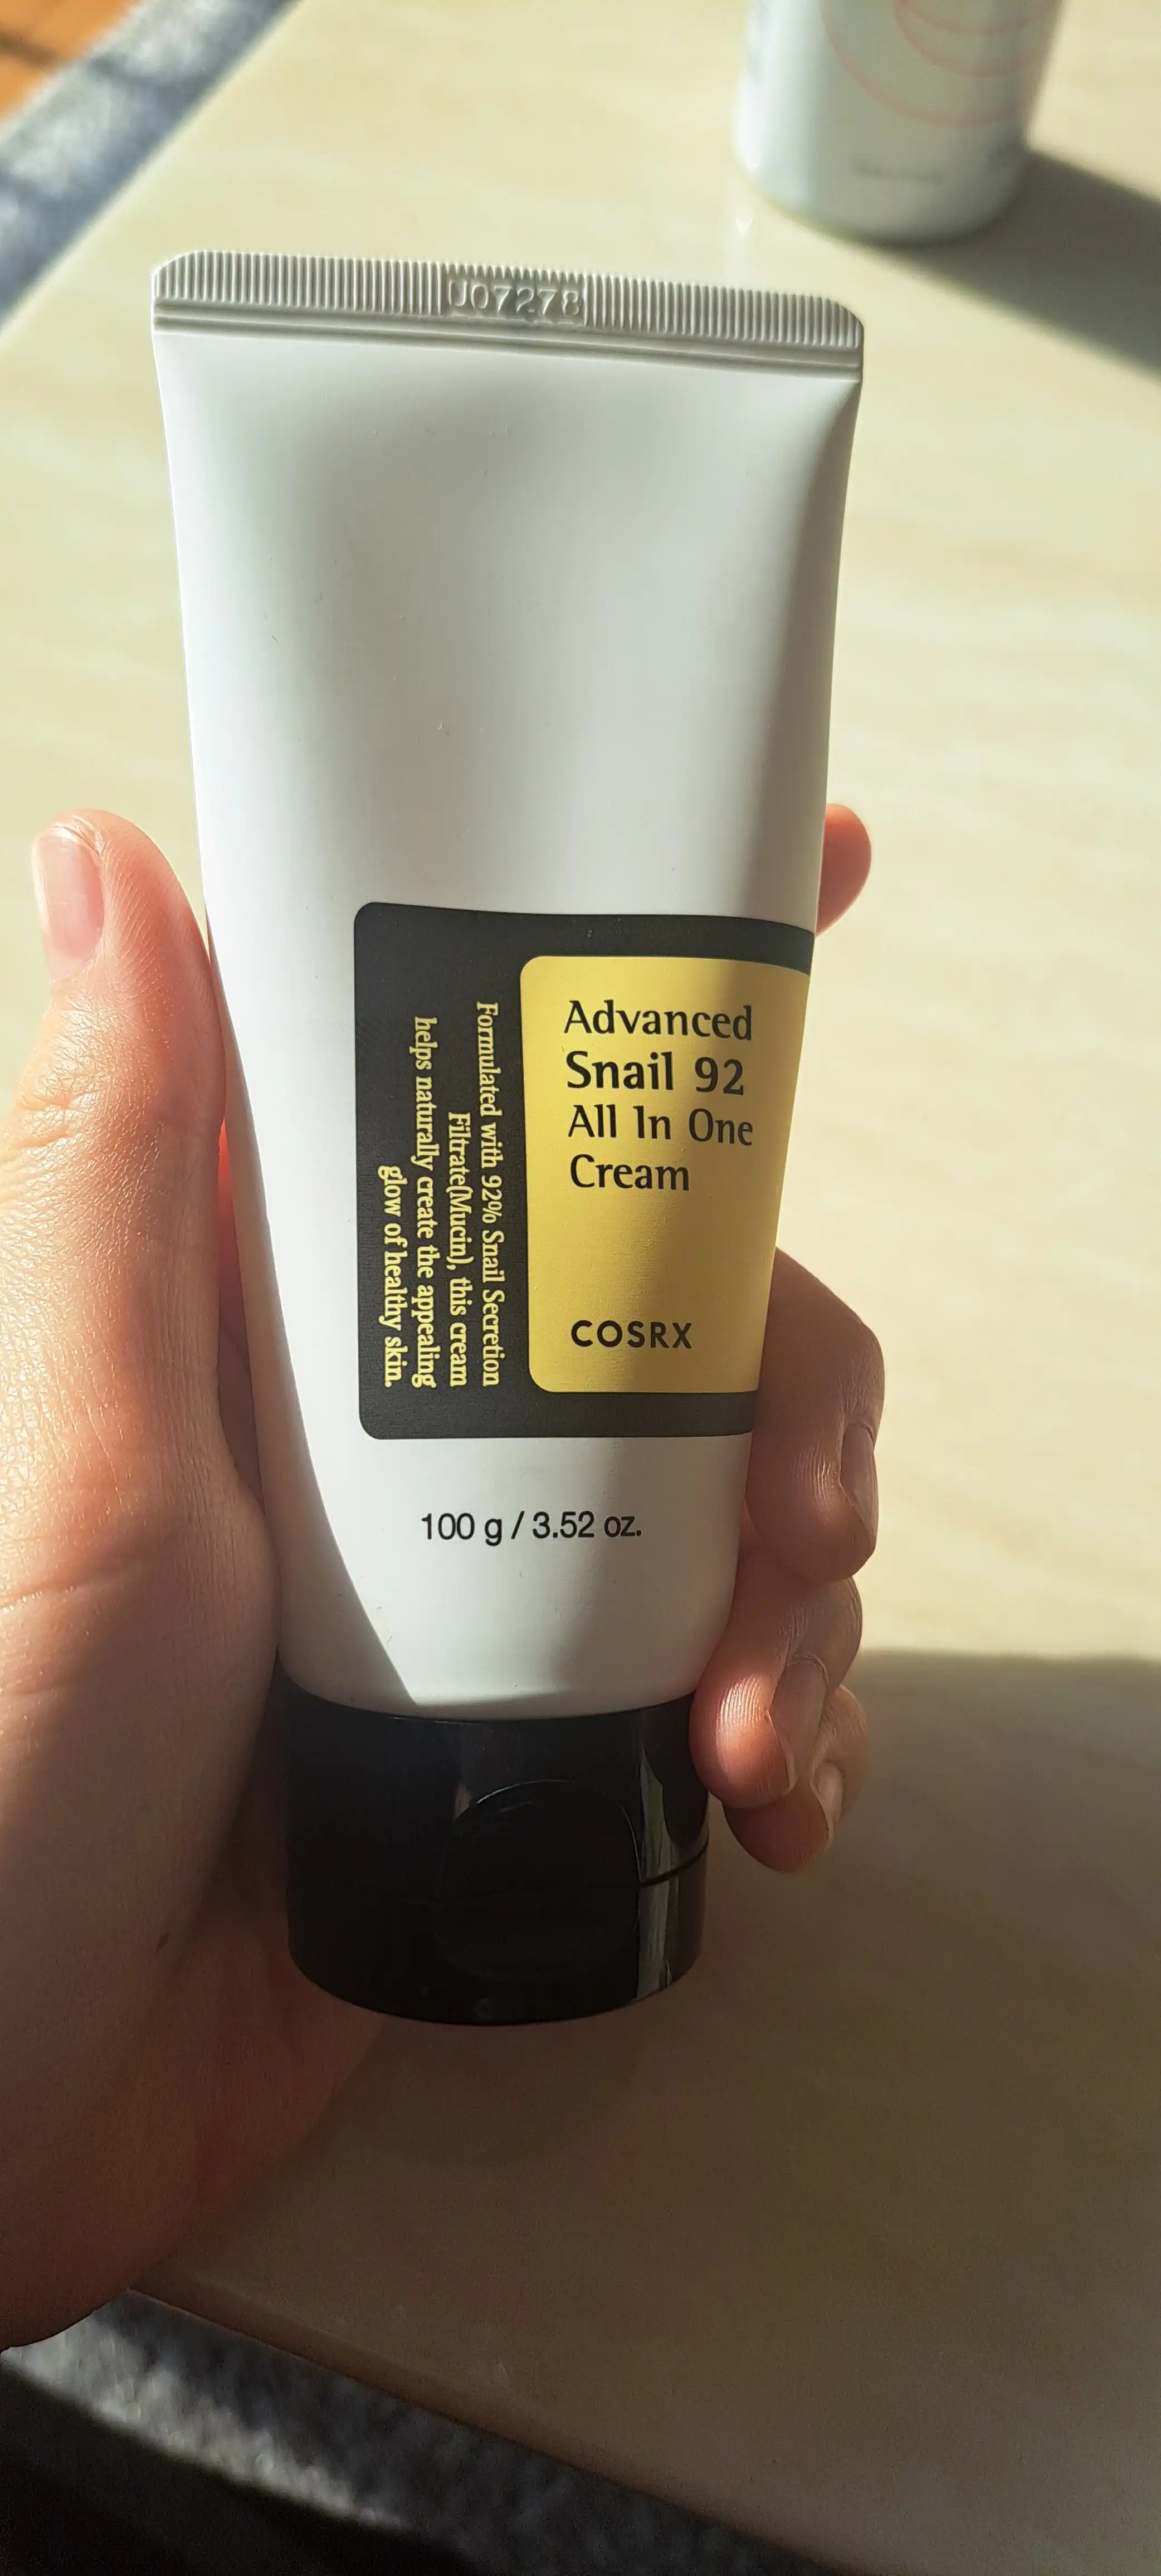 U07278
Advanced
Snail 92
All In One
Cream
COSRX
Formulated with 92% Snail Secretion
Filtrate(Mucin), this cream
helps naturally create the appealing
glow of healthy skin.
100 g / 3.52 oz.